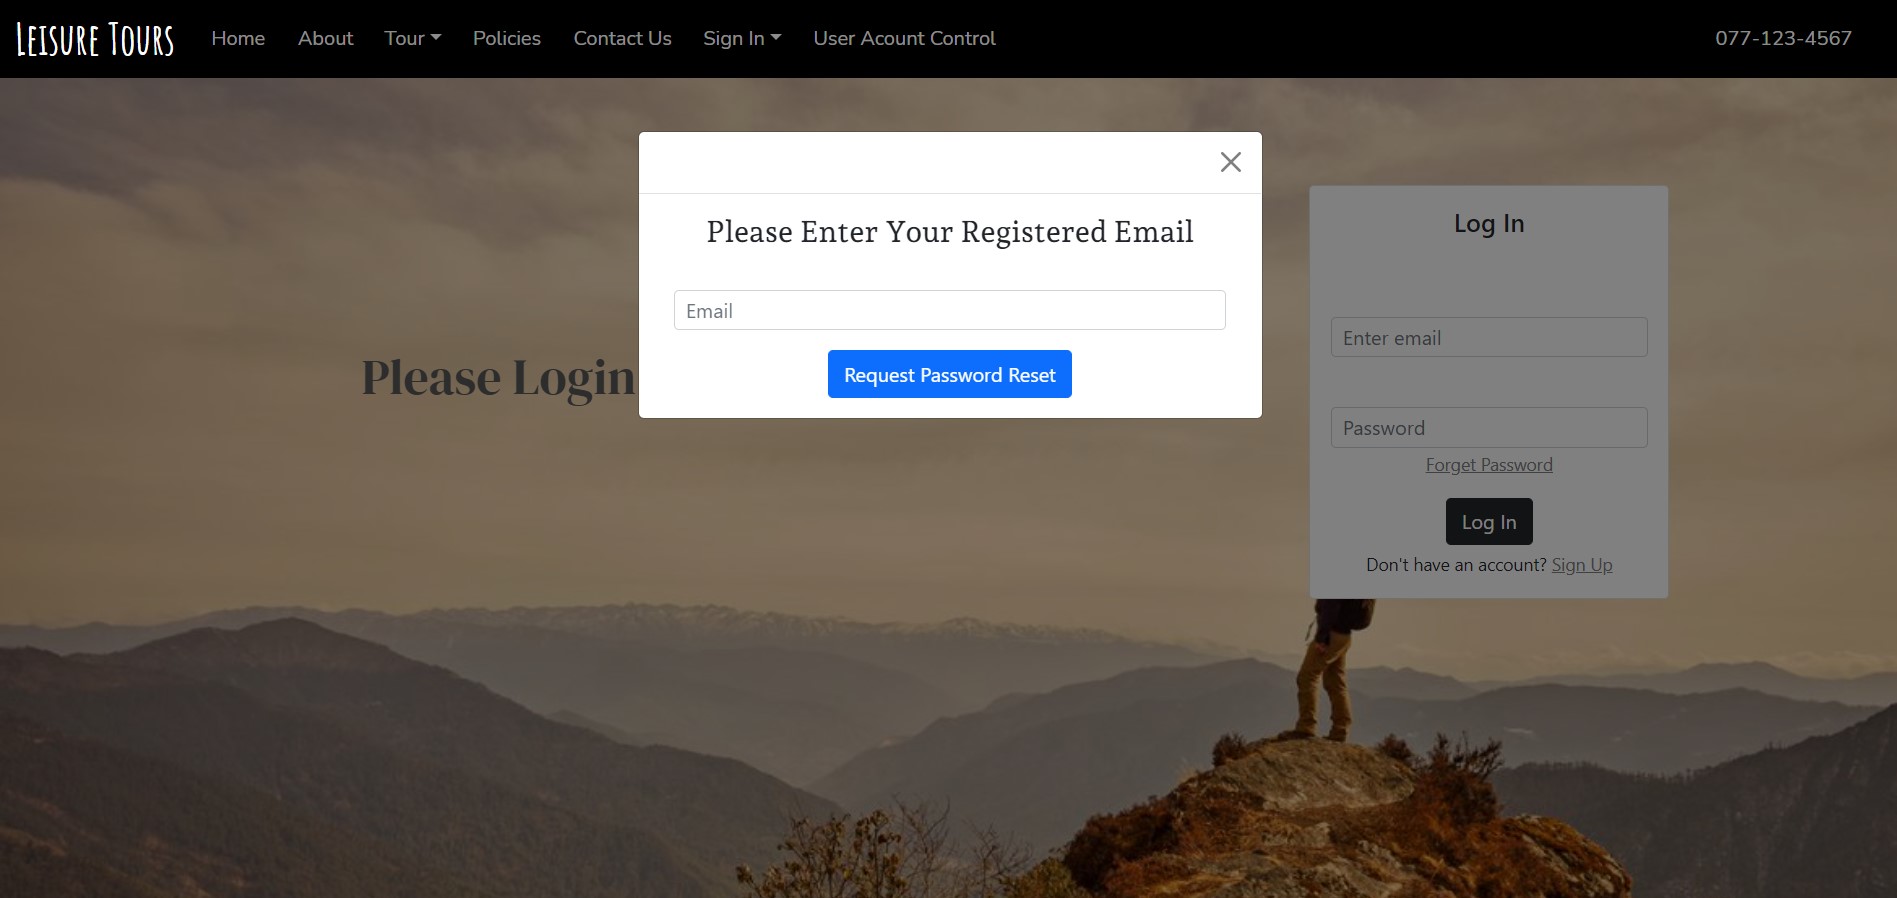 Leisure Tours Home About Tour Policies Contact Us Sign In User Acount Control 077-123-4567
Please Enter Your Registered Email
Email
Request Password Reset
Please Login
Log In
Enter email
Password
Forget Password
Log In
Don't have an account? Sign Up